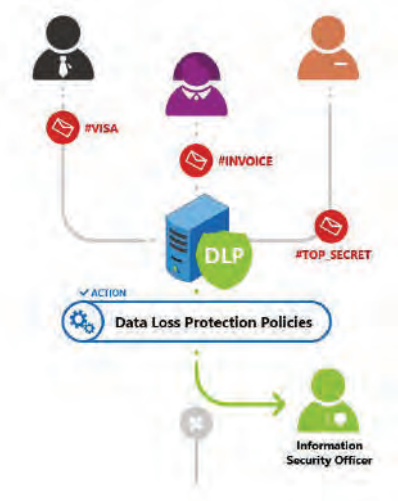 #VISA
#INVOICE
#TOP_SECRET
DLP
ACTION
Data Loss Protection Policies
Information
Security Officer